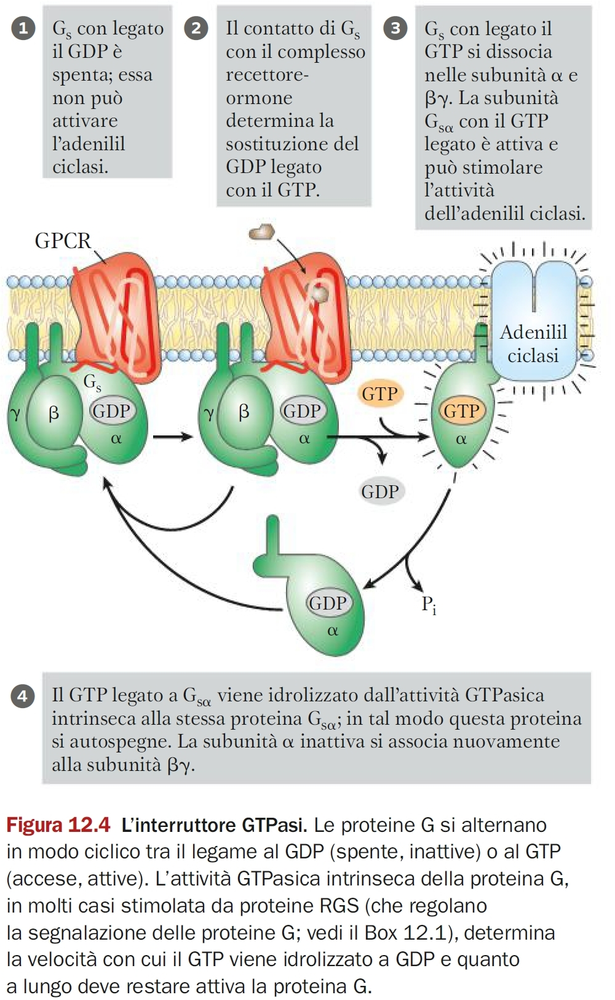 1
G_s con legato
il GDP è
spenta; essa
non può
attivare
l'adenilil
ciclasi.
2
Il contatto di G_s
con il complesso
recettore-
ormone
determina la
sostituzione del
GDP legato
con il GTP.
3
G_s con legato il
GTP si dissocia
nelle subunità α e
βγ. La subunità
G_sα con il GTP
legato è attiva e
può stimolare
l'attività
dell'adenilil ciclasi.
GPCR
Adenilil
ciclasi
G_s
γ
β
GDP
α
γ
β
GDP
α
GTP
GDP
GTP
α
GDP
α
P_i
4
Il GTP legato a G_sα viene idrolizzato dall'attività GTPasica
intrinseca alla stessa proteina G_sα; in tal modo questa proteina
si autospegne. La subunità α inattiva si associa nuovamente
alla subunità βγ.
Figura 12.4 L'interruttore GTPasi. Le proteine G si alternano
in modo ciclico tra il legame al GDP (spente, inattive) o al GTP
(accese, attive). L'attività GTPasica intrinseca della proteina G,
in molti casi stimolata da proteine RGS (che regolano
la segnalazione delle proteine G; vedi il Box 12.1), determina
la velocità con cui il GTP viene idrolizzato a GDP e quanto
a lungo deve restare attiva la proteina G.